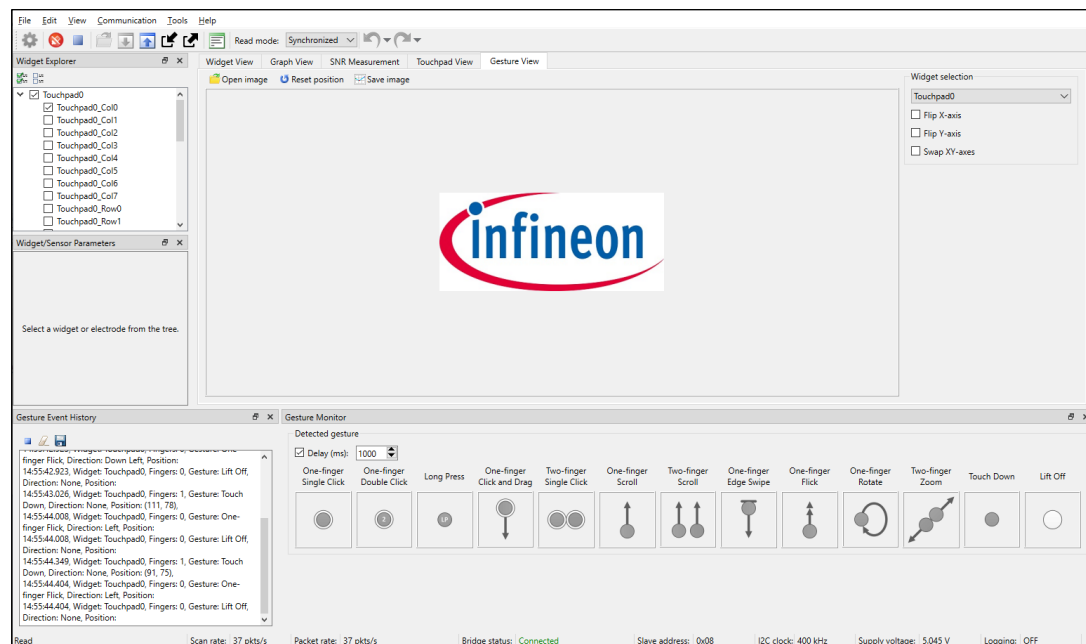 File Edit View Communication Tools Help
Read mode: Synchronized
Widget Explorer
Widget View Graph View SNR Measurement Touchpad View Gesture View
Open image Reset position Save image
Widget selection
Touchpad0
Flip X-axis
Flip Y-axis
Swap XY-axes
Touchpad0
Touchpad0_Col0
Touchpad0_Col1
Touchpad0_Col2
Touchpad0_Col3
Touchpad0_Col4
Touchpad0_Col5
Touchpad0_Col6
Touchpad0_Col7
Touchpad0_Row0
Touchpad0_Row1
infineon
Widget/Sensor Parameters
Select a widget or electrode from the tree.
Gesture Event History
finger Flick, Direction: Down Left, Position:
14:55:42.923, Widget: Touchpad0, Fingers: 0, Gesture: Lift Off,
Direction: None, Position:
14:55:43.026, Widget: Touchpad0, Fingers: 1, Gesture: Touch
Down, Direction: None, Position: (111, 78),
14:55:44.008, Widget: Touchpad0, Fingers: 0, Gesture: One-
finger Flick, Direction: Left, Position:
14:55:44.008, Widget: Touchpad0, Fingers: 0, Gesture: Lift Off,
Direction: None, Position:
14:55:44.349, Widget: Touchpad0, Fingers: 1, Gesture: Touch
Down, Direction: None, Position: (91, 75),
14:55:44.404, Widget: Touchpad0, Fingers: 0, Gesture: One-
finger Flick, Direction: Left, Position:
14:55:44.404, Widget: Touchpad0, Fingers: 0, Gesture: Lift Off,
Direction: None, Position:
Gesture Monitor
Detected gesture
Delay (ms): 1000
One-finger Single Click
One-finger Double Click
Long Press
One-finger Click and Drag
Two-finger Single Click
One-finger Scroll
Two-finger Scroll
One-finger Edge Swipe
One-finger Flick
One-finger Rotate
Two-finger Zoom
Touch Down
Lift Off
2
LP
Read Scan rate: 37 pkts/s Packet rate: 37 pkts/s Bridge status: Connected Slave address: 0x08 I2C clock: 400 kHz Supply voltage: 5.045 V Logging: OFF